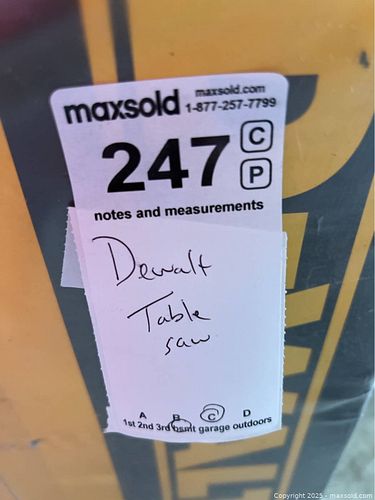 maxsold
maxsold.com
1-877-257-7799
247
C
P
notes and measurements
Dewalt
Table
saw
A B C D
1st 2nd 3rd bsmt garage outdoors
Copyright 2025 - maxsold.com